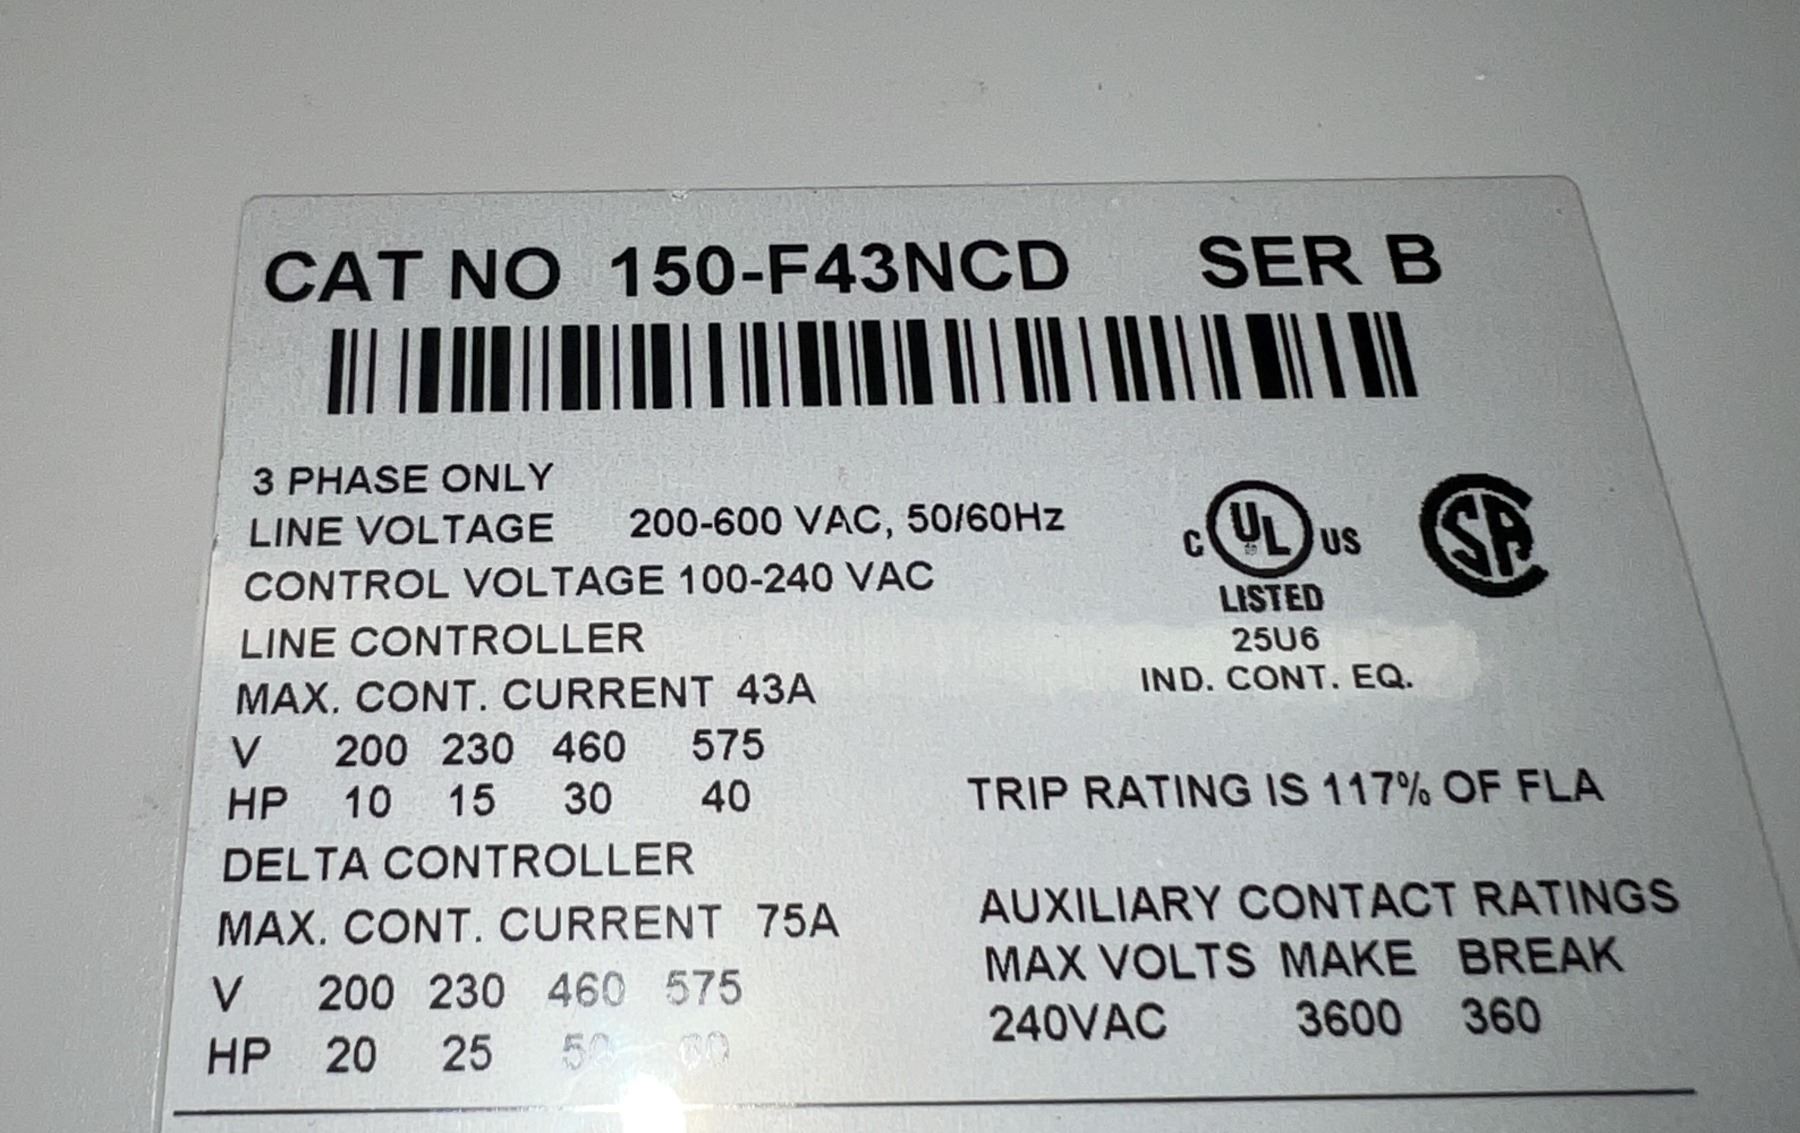 CAT NO 150-F43NCD SER B
3 PHASE ONLY
LINE VOLTAGE 200-600 VAC, 50/60Hz
CONTROL VOLTAGE 100-240 VAC
LINE CONTROLLER
MAX. CONT. CURRENT 43A
V 200 230 460 575
HP 10 15 30 40
DELTA CONTROLLER
MAX. CONT. CURRENT 75A
V 200 230 460 575
HP 20 25
C UL US
LISTED
25U6
IND. CONT. EQ.
SA
TRIP RATING IS 117% OF FLA
AUXILIARY CONTACT RATINGS
MAX VOLTS MAKE BREAK
240VAC 3600 360